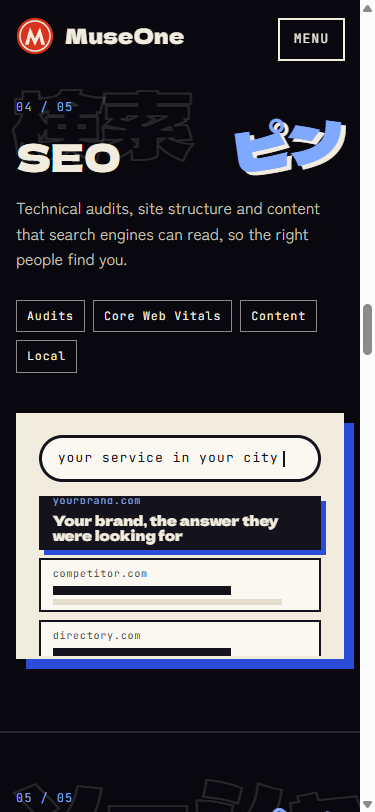 MuseOne
MENU
検索
04 / 05
SEO
ピン
Technical audits, site structure and content
that search engines can read, so the right
people find you.
Audits
Core Web Vitals
Content
Local
your service in your city
yourbrand.com
Your brand, the answer they
were looking for
competitor.com
directory.com
05 / 05